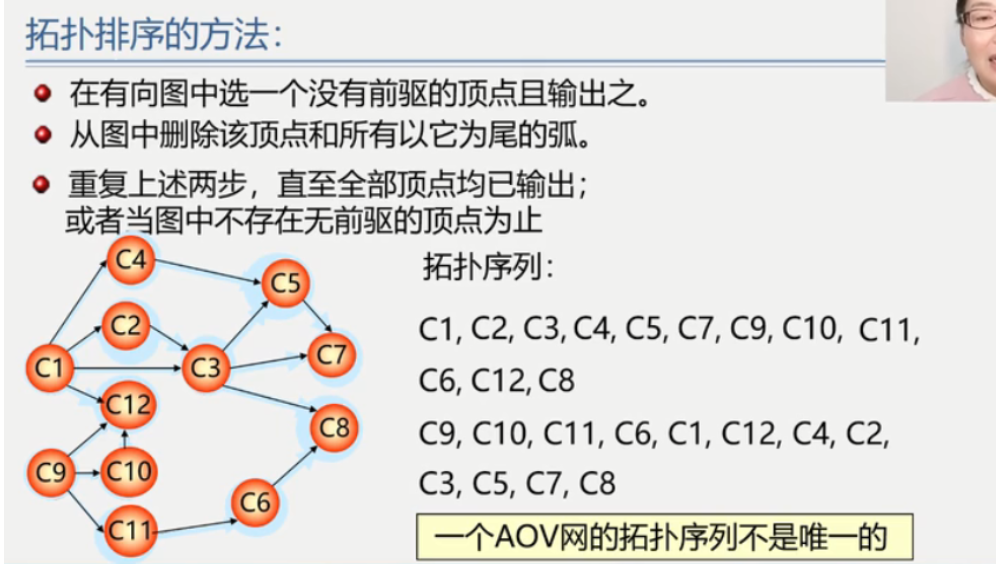 拓扑排序的方法：
在有向图中选一个没有前驱的顶点且输出之。
从图中删除该顶点和所有以它为尾的弧。
重复上述两步，直至全部顶点均已输出；
或者当图中不存在无前驱的顶点为止
C4
C5
C2
C1
C3
C7
C12
C8
C9
C10
C6
C11
拓扑序列：
C1, C2, C3, C4, C5, C7, C9, C10, C11,
C6, C12, C8
C9, C10, C11, C6, C1, C12, C4, C2,
C3, C5, C7, C8
一个AOV网的拓扑序列不是唯一的